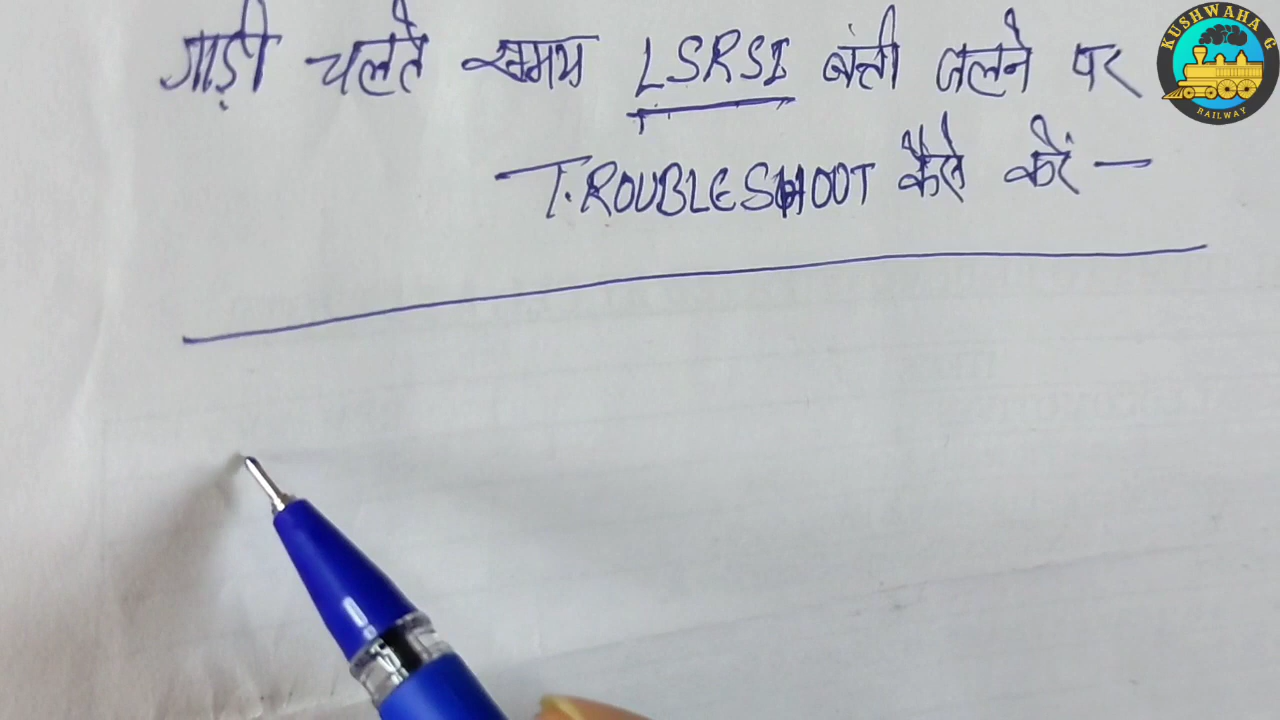 गाड़ी चलते समय LSRSI बत्ती जलने पर
TROUBLESHOOT कैसे करें —
KUSHWAHA G
RAILWAY